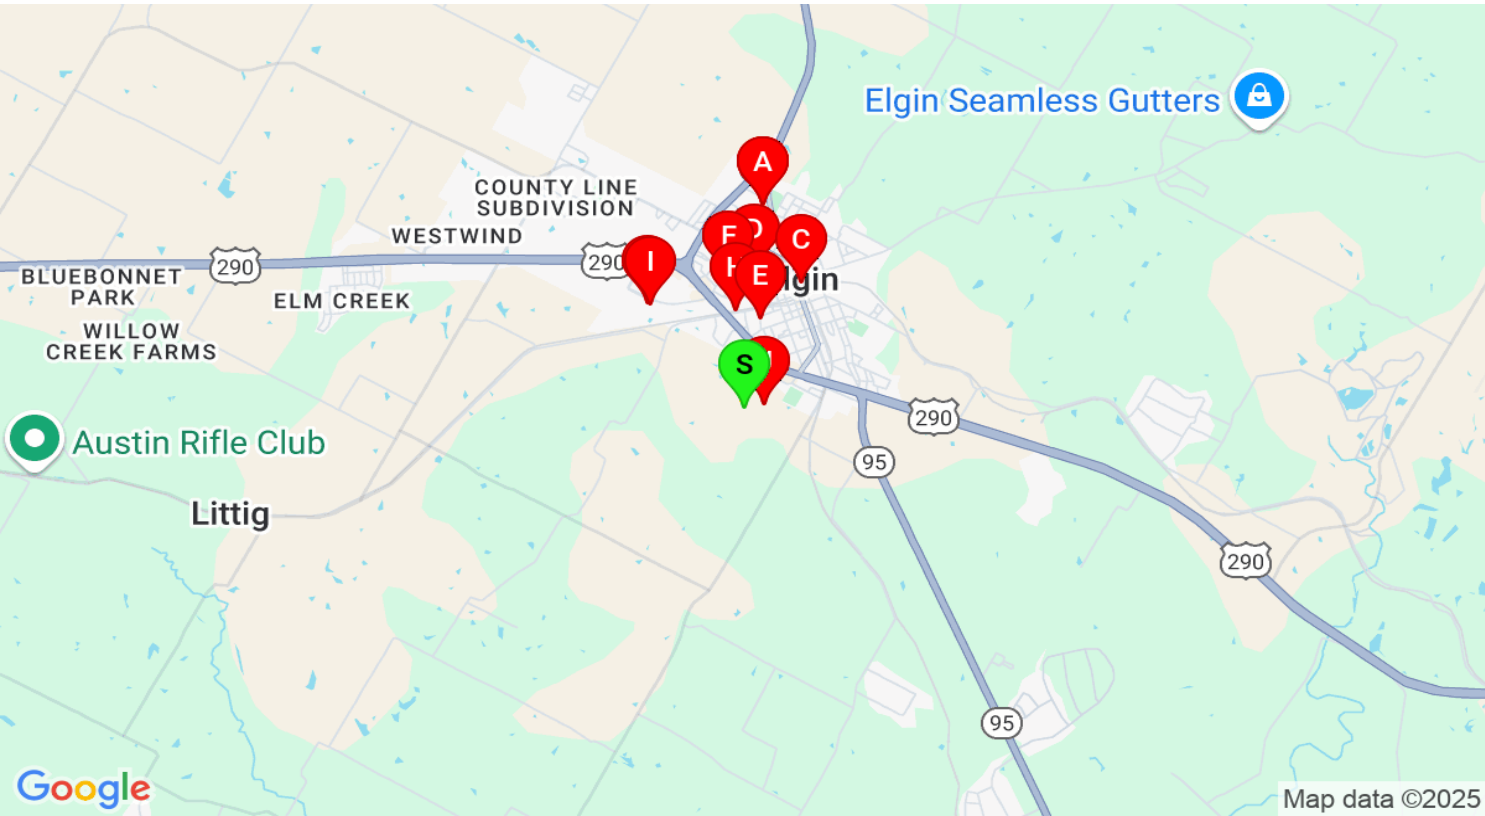 Elgin Seamless Gutters
A
COUNTY LINE
SUBDIVISION
WESTWIND
D
C
290
290
I
E
lgin
BLUEBONNET
PARK
ELM CREEK
WILLOW
CREEK FARMS
S
290
Austin Rifle Club
95
Littig
290
95
Google
Map data ©2025